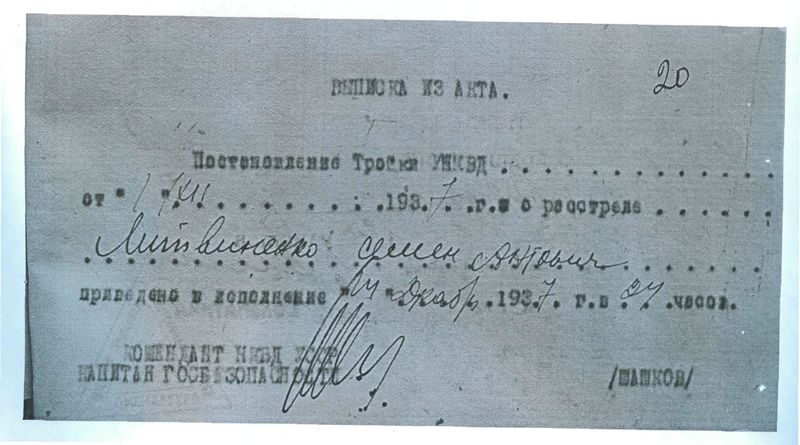 20
ВЫПИСКА ИЗ АКТА.
Постановление Тройки УНКВД . . . . . . . . . . . . . .
от "1" XII . . . . . . . .193.7. .г. о расстреле . . . . . .
Литвиненко Семен Антович
приведено в исполнение "14" Декабр. 193.7. г.в . 24 . .часов.
КОМЕНДАНТ НКВД УССР
КАПИТАН ГОСБЕЗОПАСНОСТИ /ШАШКОВ/